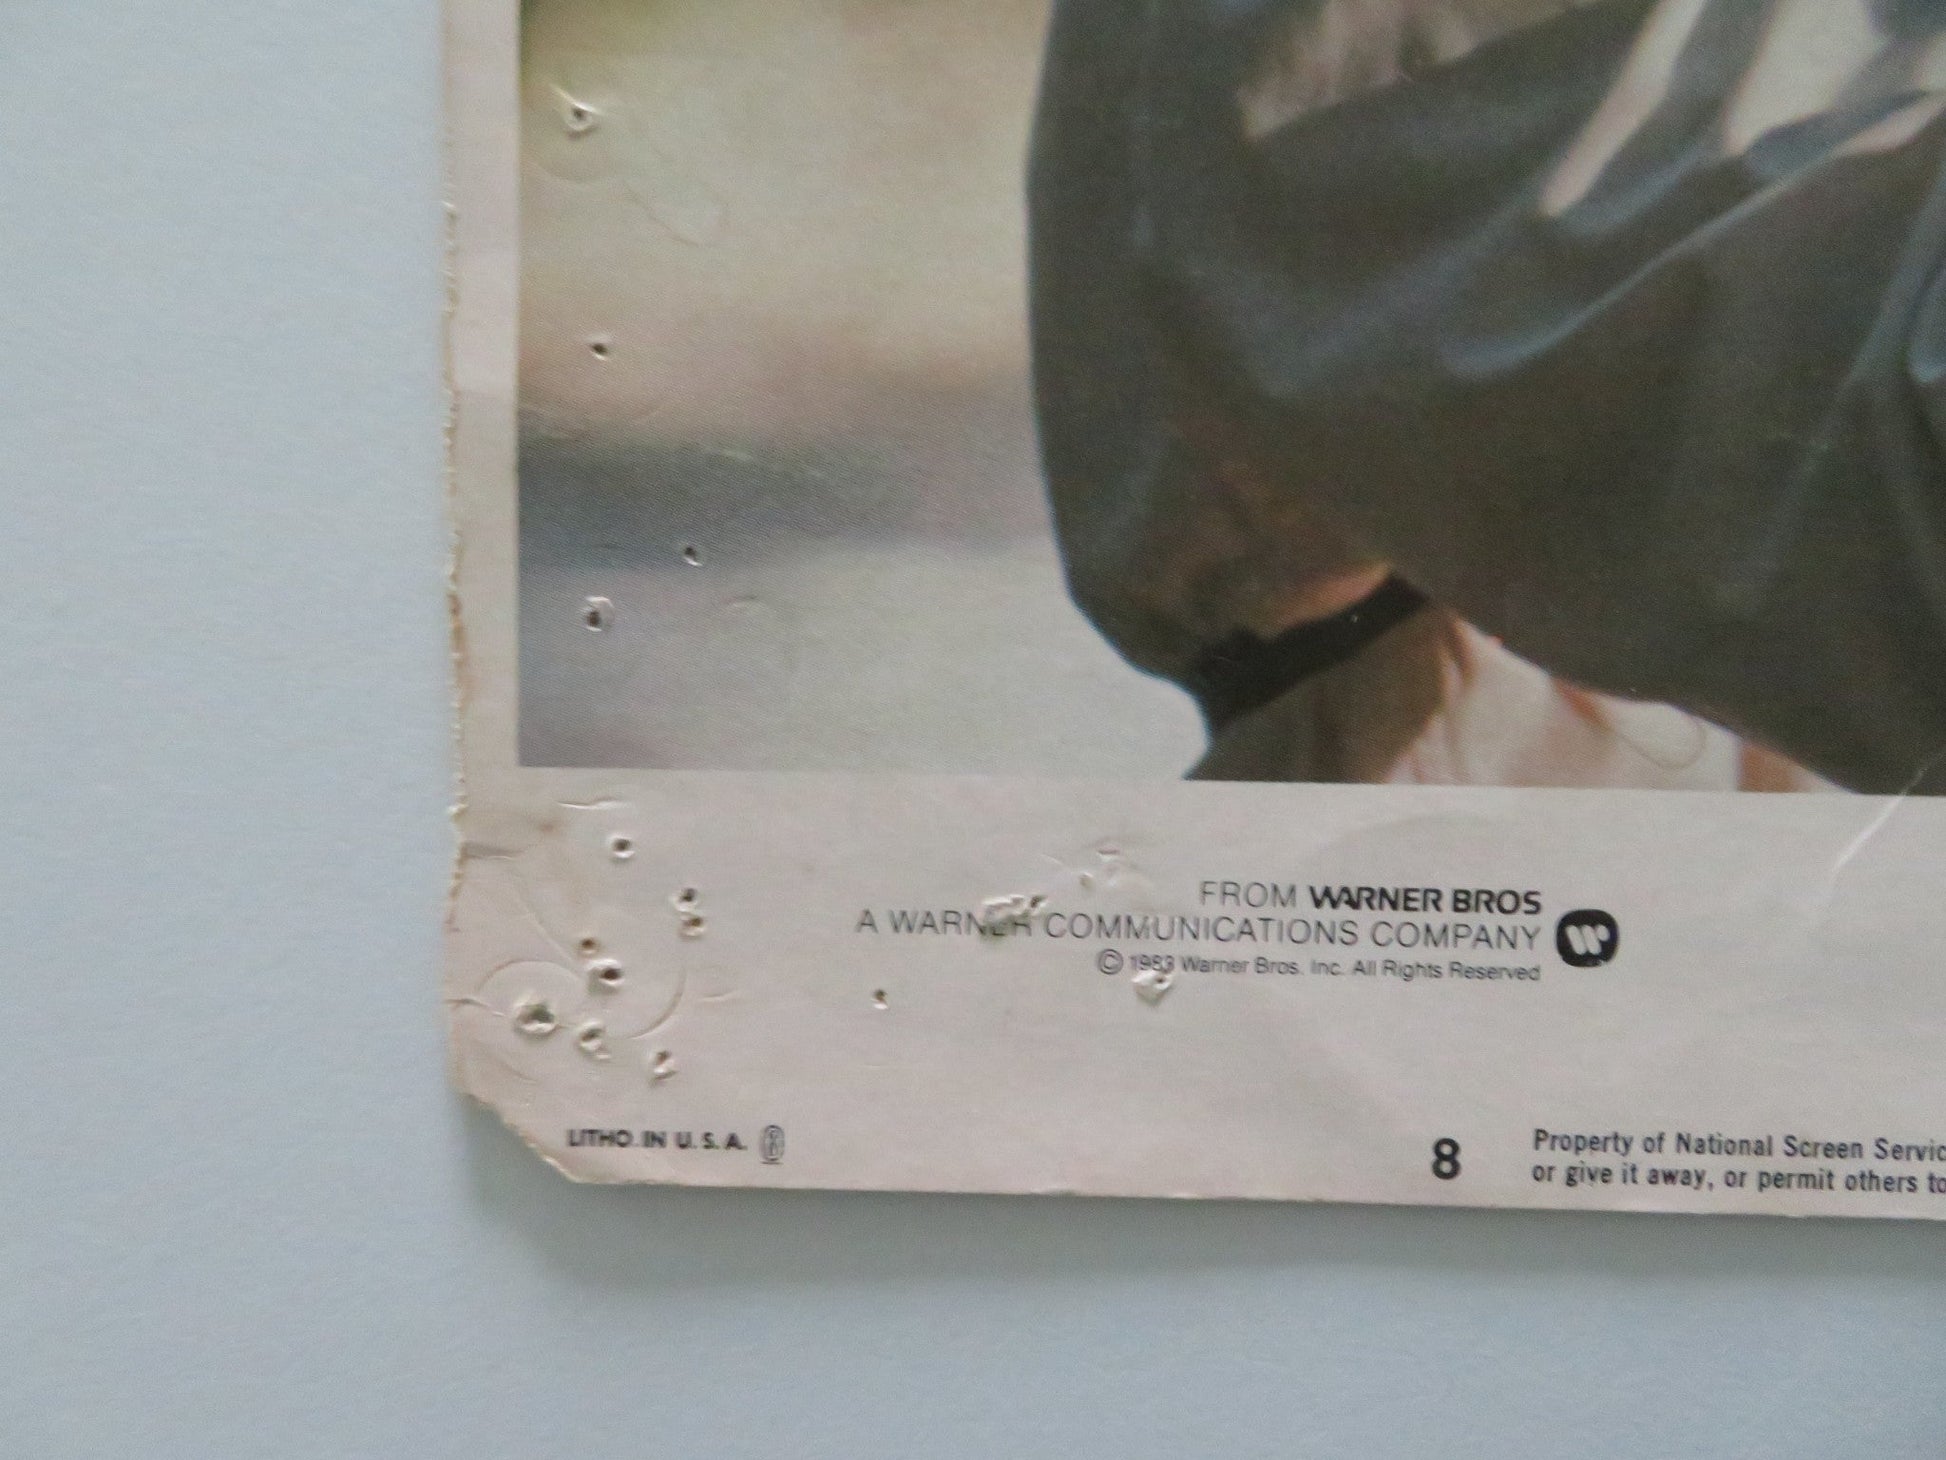 FROM WARNER BROS
A WARNER COMMUNICATIONS COMPANY
© 1983 Warner Bros. Inc. All Rights Reserved
LITHO. IN U.S.A.
8
Property of National Screen Servic
or give it away, or permit others to